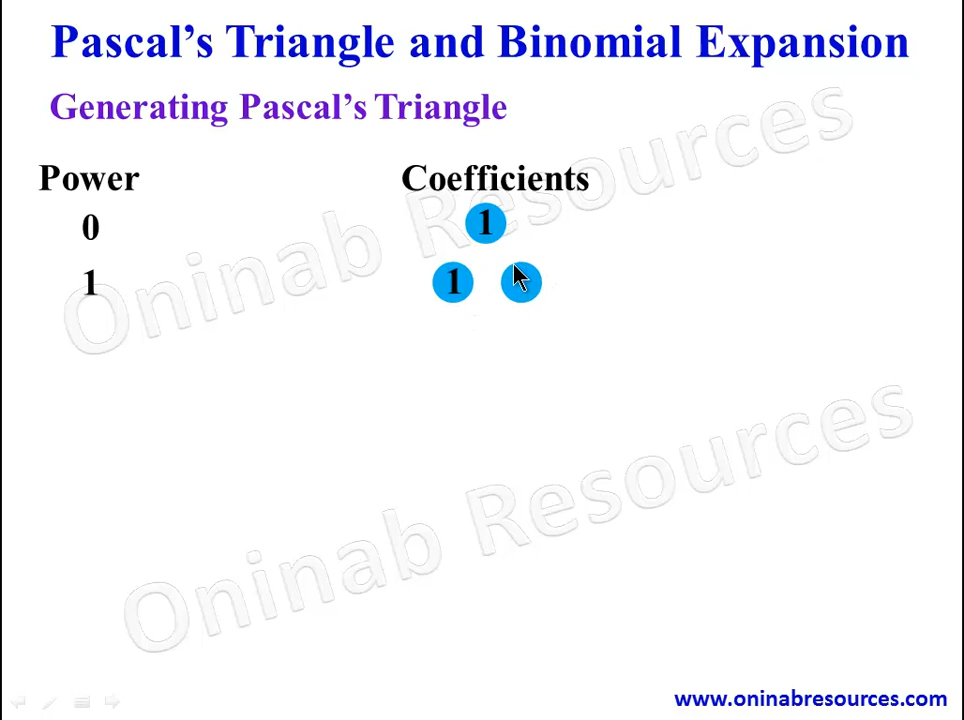 Pascal's Triangle and Binomial Expansion
Generating Pascal's Triangle
Power Coefficients
0 1
1 1
Oninab Resources
Oninab Resources
www.oninabresources.com